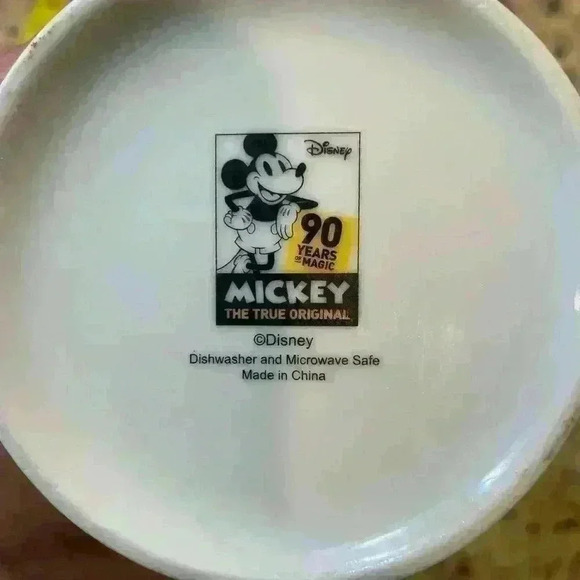 Disney
90
YEARS
OF MAGIC
MICKEY
THE TRUE ORIGINAL
©Disney
Dishwasher and Microwave Safe
Made in China